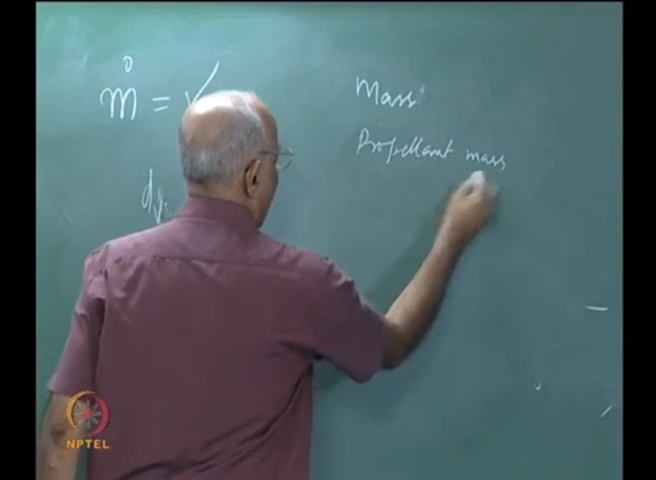 ṁ =
Mass
Propellant mass
NPTEL